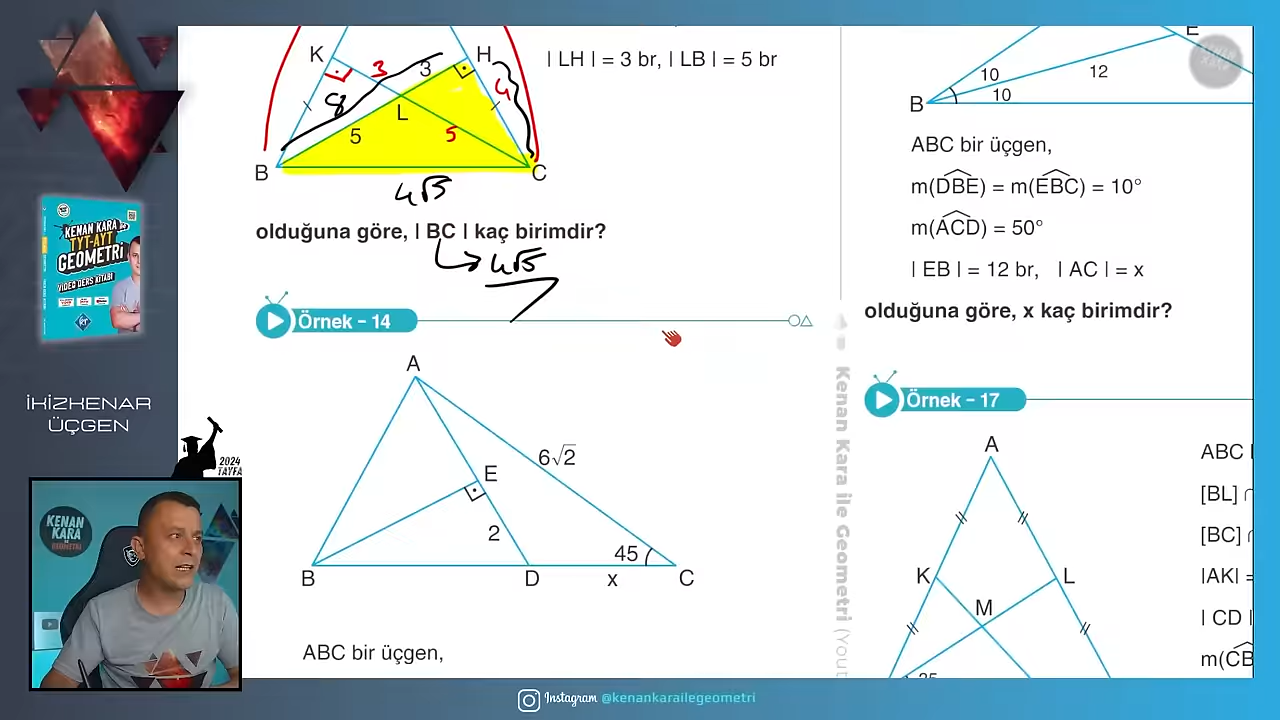 K
H
3
3
8
4
L
5
5
B
C
4√5
| LH | = 3 br, | LB | = 5 br
olduğuna göre, | BC | kaç birimdir?
4√5
Örnek – 14
A
6√2
E
2
45
B
D
x
C
ABC bir üçgen,
E
10
12
10
B
ABC bir üçgen,
m(DBE) = m(EBC) = 10°
m(ACD) = 50°
| EB | = 12 br, | AC | = x
olduğuna göre, x kaç birimdir?
Örnek – 17
A
K
L
M
ABC
[BL]
[BC]
|AK| =
| CD |
m(CB
Kenan Kara ile Geometri (Yout
KENAN KARA
TYT-AYT
GEOMETRİ
VİDEO DERS KİTABI
İKİZKENAR
ÜÇGEN
2024
TAYFA
KENAN
KARA
GEOMETRİ
Instagram @kenankarailegeometri